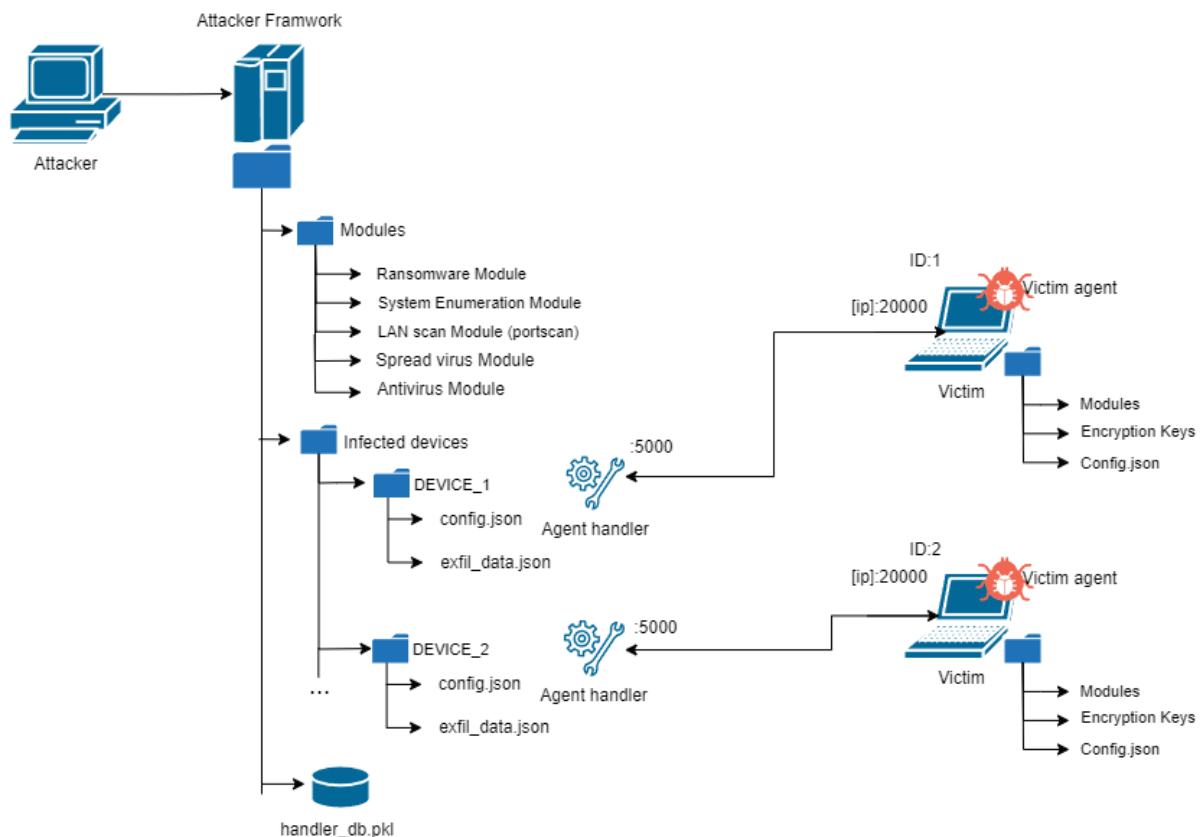 Attacker Framwork
Attacker
Modules
Ransomware Module
System Enumeration Module
LAN scan Module (portscan)
Spread virus Module
Antivirus Module
Infected devices
DEVICE_1
config.json
exfil_data.json
:5000
Agent handler
ID:1
[ip]:20000
Victim agent
Victim
Modules
Encryption Keys
Config.json
DEVICE_2
config.json
exfil_data.json
...
:5000
Agent handler
ID:2
[ip]:20000
Victim agent
Victim
Modules
Encryption Keys
Config.json
handler_db.pkl